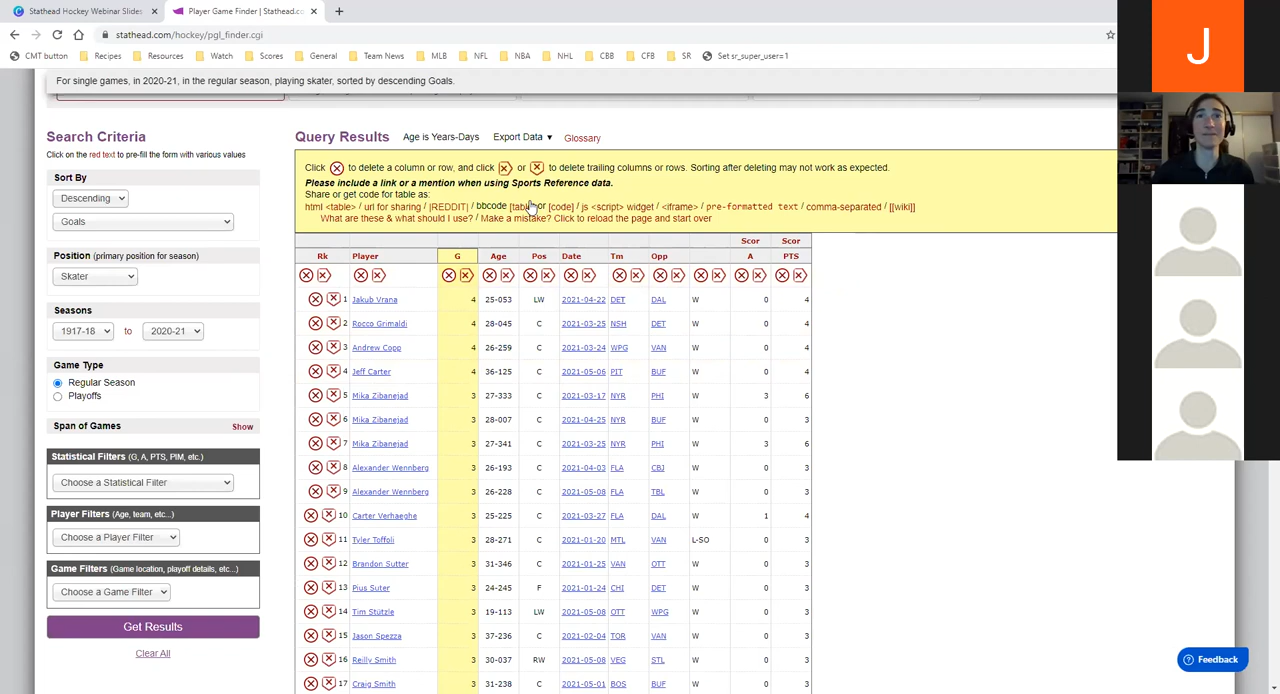 Stathead Hockey Webinar Slides × Player Game Finder | Stathead.co × +
stathead.com/hockey/pgl_finder.cgi
CMT button Recipes Resources Watch Scores General Team News MLB NFL NBA NHL CBB CFB SR Set sr_super_user=1
For single games, in 2020-21, in the regular season, playing skater, sorted by descending Goals.
J
Search Criteria
Click on the red text to pre-fill the form with various values
Sort By
Descending
Goals
Position (primary position for season)
Skater
Seasons
1917-18 to 2020-21
Game Type
Regular Season
Playoffs
Span of Games Show
Statistical Filters (G, A, PTS, PIM, etc.)
Choose a Statistical Filter
Player Filters (Age, team, etc...)
Choose a Player Filter
Game Filters (Game location, playoff details, etc...)
Choose a Game Filter
Get Results
Clear All
Query Results Age is Years-Days Export Data ▼ Glossary
Click to delete a column or row, and click or to delete trailing columns or rows. Sorting after deleting may not work as expected.
Please include a link or a mention when using Sports Reference data.
Share or get code for table as:
html <table> / url for sharing / |REDDIT| / bbcode or [code] / js <script> widget / <iframe> / pre-formatted text / comma-separated / [[wiki]]
What are these & what should I use? / Make a mistake? Click to reload the page and start over
Scor Scor
Rk Player G Age Pos Date Tm Opp A PTS
1 Jakub Vrana 4 25-053 LW 2021-04-22 DET DAL W 0 4
2 Rocco Grimaldi 4 28-045 C 2021-03-25 NSH DET W 0 4
3 Andrew Copp 4 26-259 C 2021-03-24 WPG VAN W 0 4
4 Jeff Carter 4 36-125 C 2021-05-06 PIT BUF W 0 4
5 Mika Zibanejad 3 27-333 C 2021-03-17 NYR PHI W 3 6
6 Mika Zibanejad 3 28-007 C 2021-04-25 NYR BUF W 0 3
7 Mika Zibanejad 3 27-341 C 2021-03-25 NYR PHI W 3 6
8 Alexander Wennberg 3 26-193 C 2021-04-03 FLA CBJ W 0 3
9 Alexander Wennberg 3 26-228 C 2021-05-08 FLA TBL W 0 3
10 Carter Verhaeghe 3 25-225 C 2021-03-27 FLA DAL W 1 4
11 Tyler Toffoli 3 28-271 C 2021-01-20 MTL VAN L-SO 0 3
12 Brandon Sutter 3 31-346 C 2021-01-25 VAN OTT W 0 3
13 Pius Suter 3 24-245 F 2021-01-24 CHI DET W 0 3
14 Tim Stützle 3 19-113 LW 2021-05-08 OTT WPG W 0 3
15 Jason Spezza 3 37-236 C 2021-02-04 TOR VAN W 0 3
16 Reilly Smith 3 30-037 RW 2021-05-08 VEG STL W 0 3
17 Craig Smith 3 31-238 C 2021-05-01 BOS BUF W 0 3
Feedback